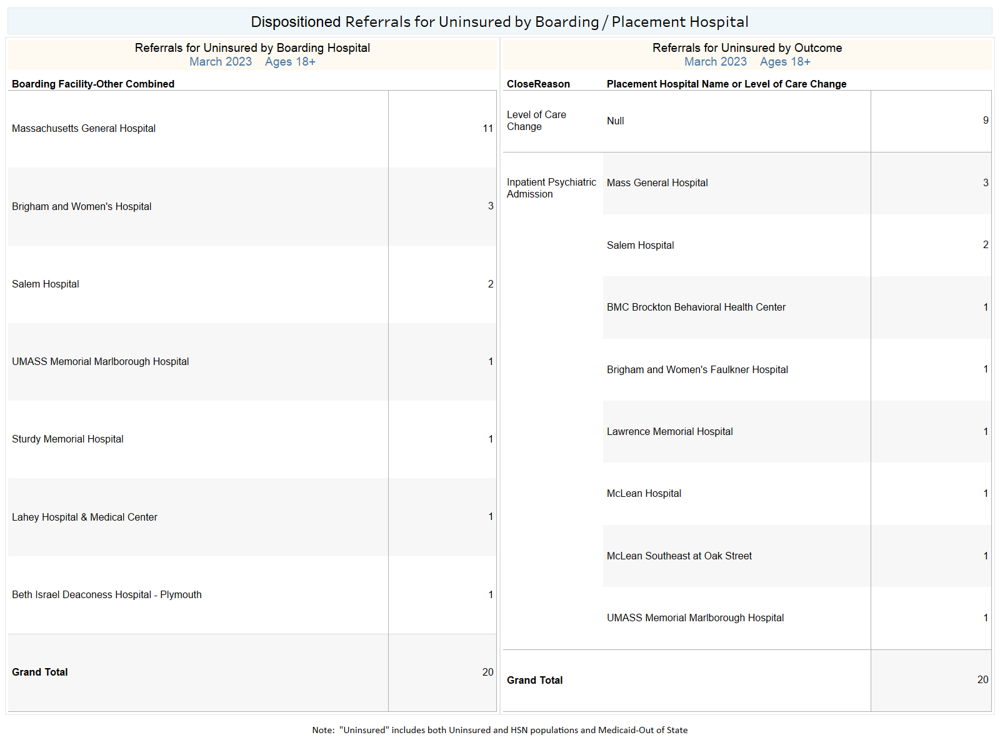 Dispositioned Referrals for Uninsured by Boarding / Placement Hospital
Referrals for Uninsured by Boarding Hospital
March 2023 Ages 18+
Boarding Facility-Other Combined
Massachusetts General Hospital 11
Brigham and Women's Hospital 3
Salem Hospital 2
UMASS Memorial Marlborough Hospital 1
Sturdy Memorial Hospital 1
Lahey Hospital & Medical Center 1
Beth Israel Deaconess Hospital - Plymouth 1
Grand Total 20
Referrals for Uninsured by Outcome
March 2023 Ages 18+
CloseReason Placement Hospital Name or Level of Care Change
Level of Care
Change
Null 9
Inpatient Psychiatric
Admission
Mass General Hospital 3
Salem Hospital 2
BMC Brockton Behavioral Health Center 1
Brigham and Women's Faulkner Hospital 1
Lawrence Memorial Hospital 1
McLean Hospital 1
McLean Southeast at Oak Street 1
UMASS Memorial Marlborough Hospital 1
Grand Total 20
Note: "Uninsured" includes both Uninsured and HSN populations and Medicaid-Out of State